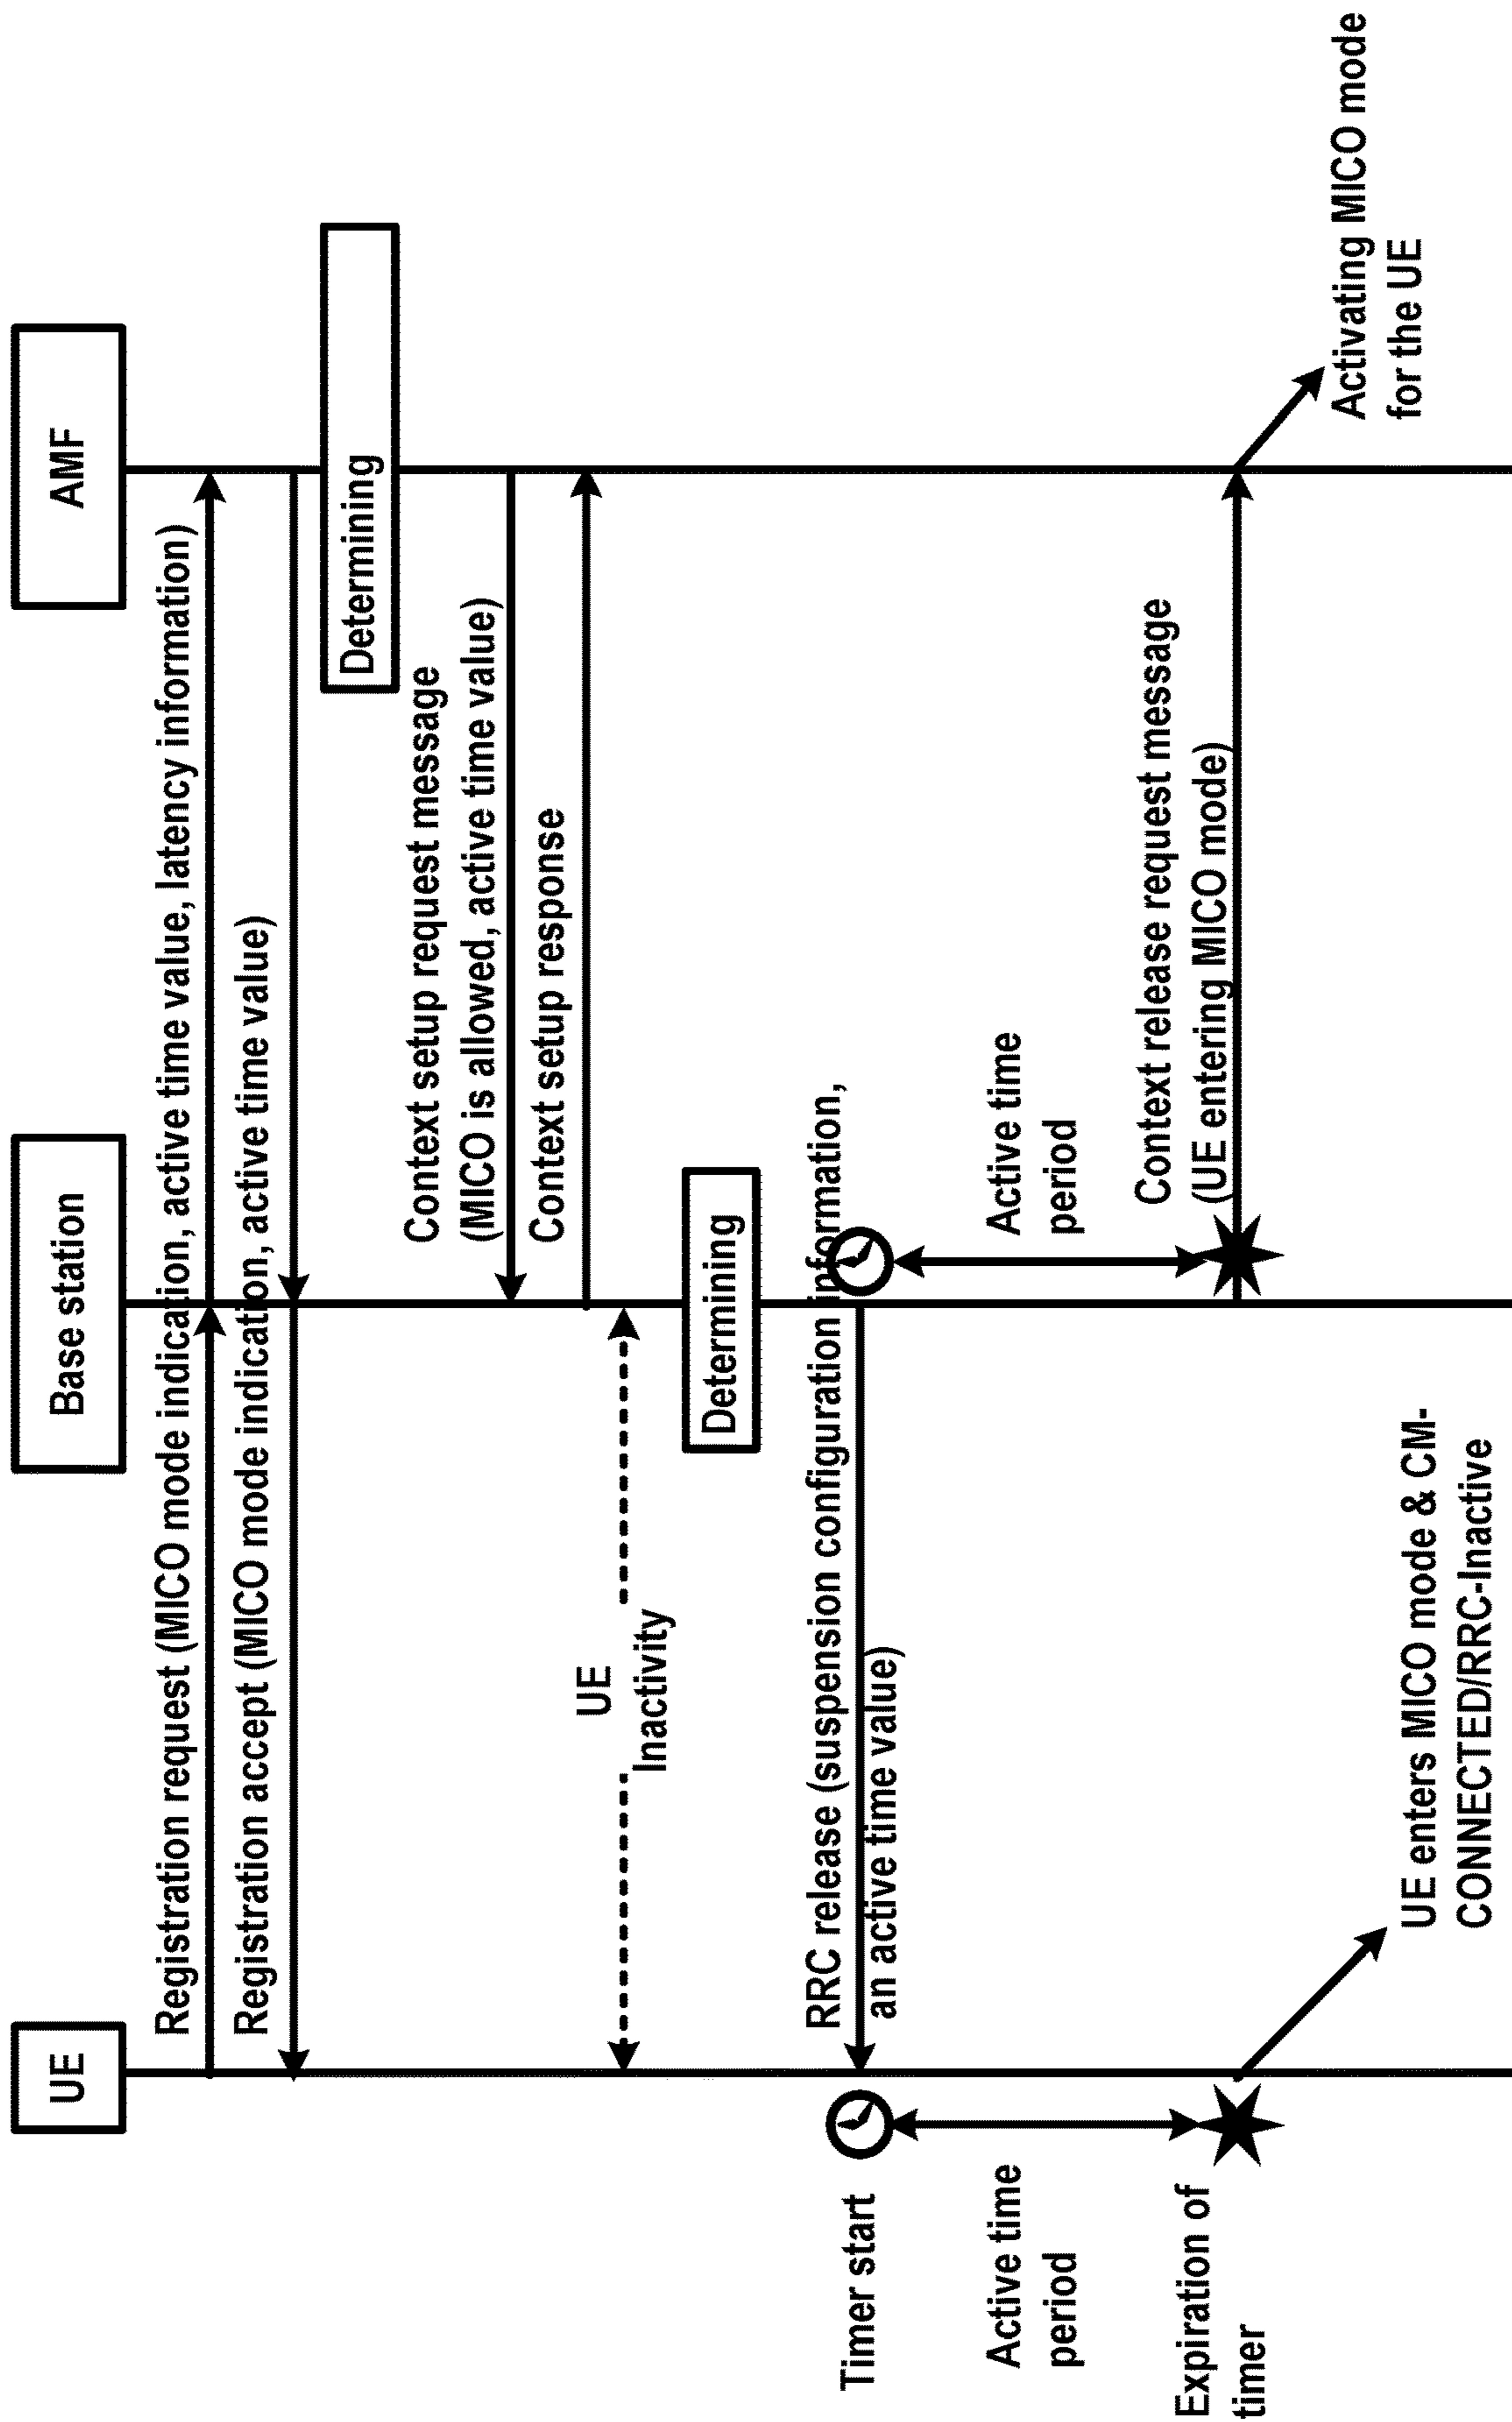 UE
Base station
AMF
Registration request (MICO mode indication, active time value, latency information)
Registration accept (MICO mode indication, active time value)
Determining
Context setup request message
(MICO is allowed, active time value)
Context setup response
UE
Inactivity
Determining
RRC release (suspension configuration information,
an active time value)
Timer start
Active time
period
Active time
period
Expiration of
timer
Context release request message
(UE entering MICO mode)
UE enters MICO mode & CM-
CONNECTED/RRC-Inactive
Activating MICO mode
for the UE